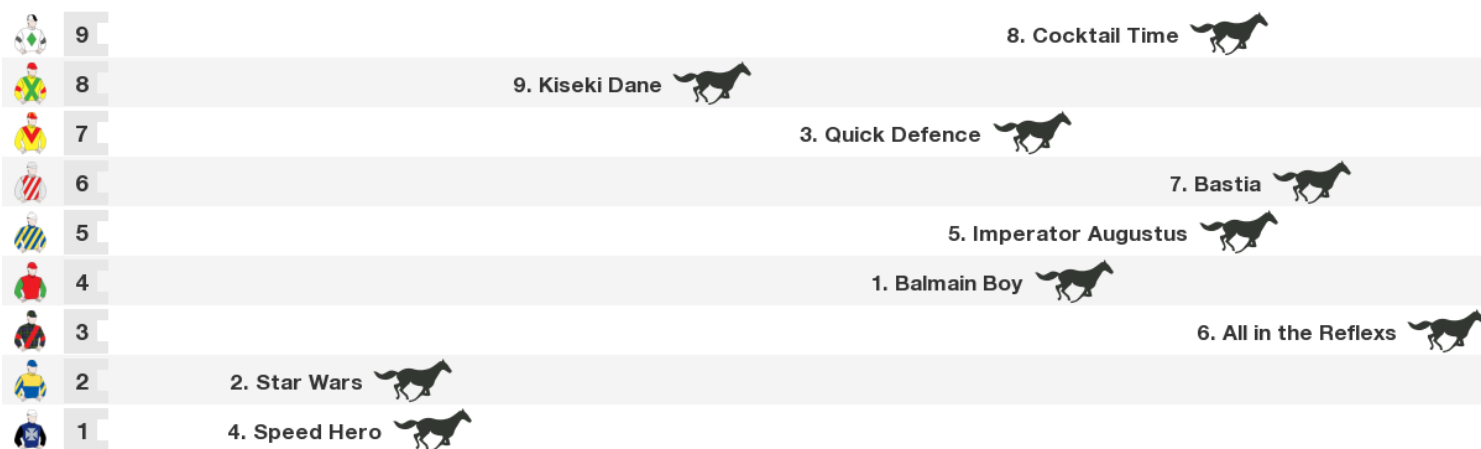 9 8. Cocktail Time
8 9. Kiseki Dane
7 3. Quick Defence
6 7. Bastia
5 5. Imperator Augustus
4 1. Balmain Boy
3 6. All in the Reflexs
2 2. Star Wars
1 4. Speed Hero